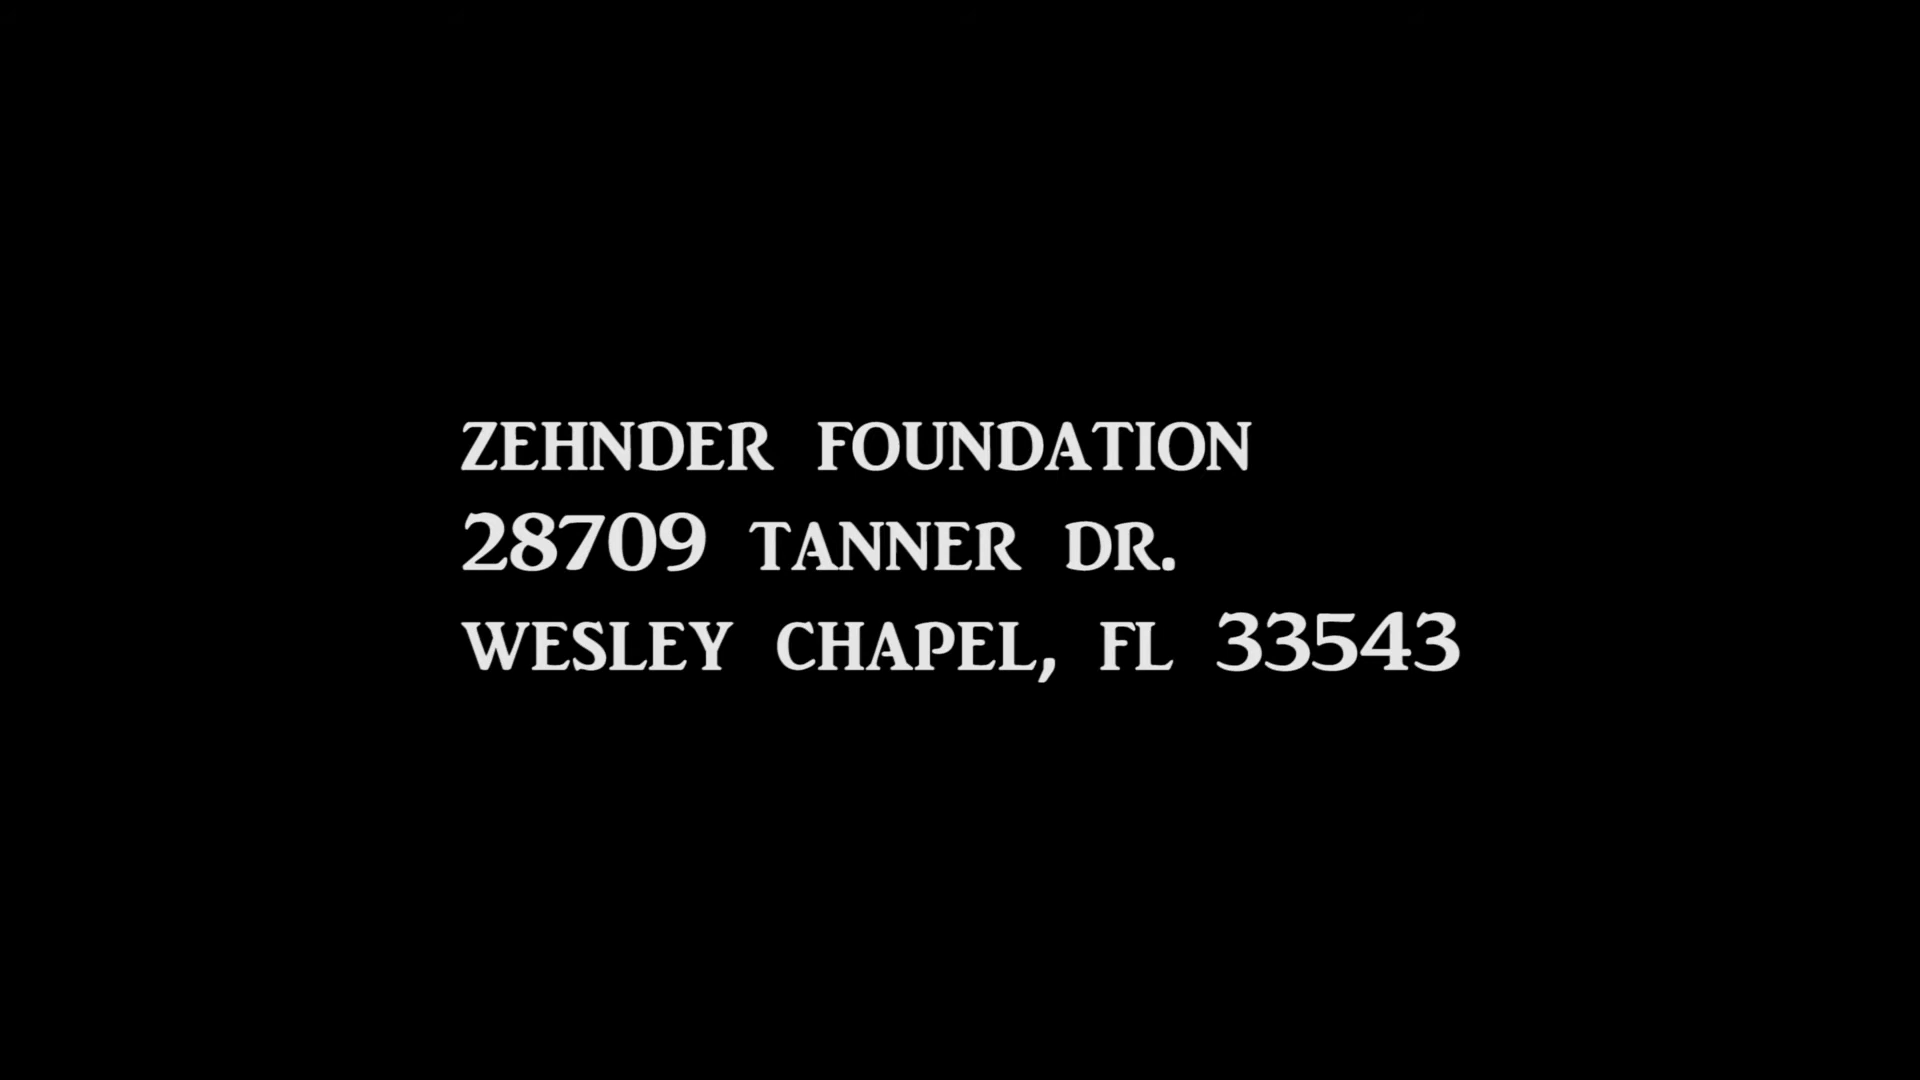 ZEHNDER FOUNDATION
28709 TANNER DR.
WESLEY CHAPEL, FL 33543